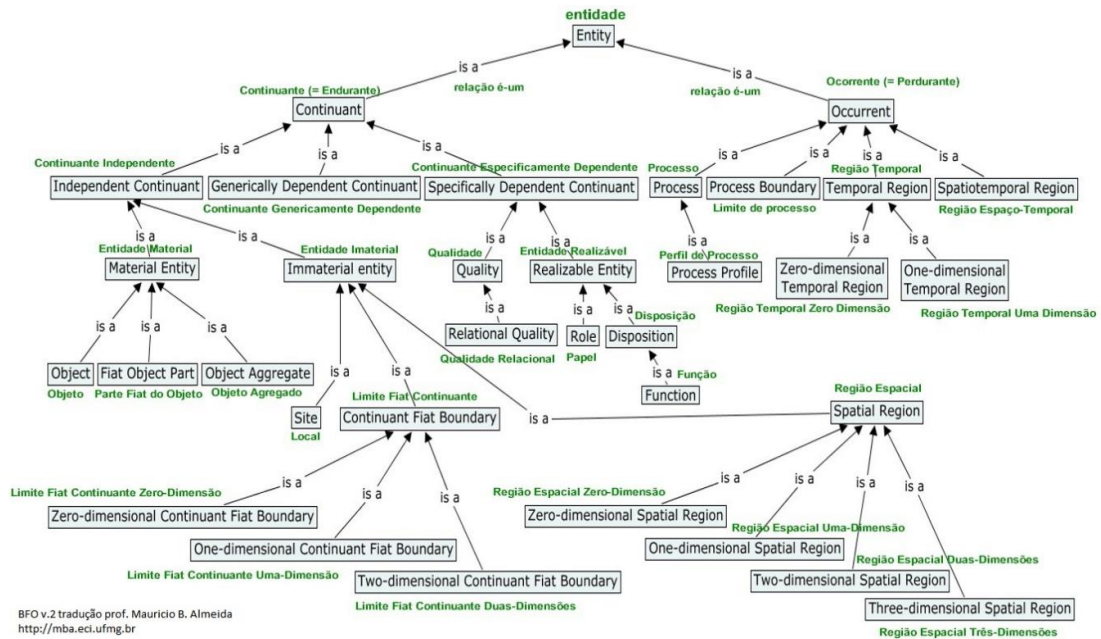 entidade
Entity
is a
is a
Continuante (= Endurante)
relação é-um
relação é-um
Ocorrente (= Perdurante)
Continuant
Occurrent
is a
is a
is a
is a
is a
is a
is a
Continuante Independente
Continuante Especificamente Dependente
Processo
Região Temporal
Independent Continuant
Generically Dependent Continuant
Specifically Dependent Continuant
Process
Process Boundary
Temporal Region
Spatiotemporal Region
Continuante Genericamente Dependente
Limite de processo
Região Espaço-Temporal
is a
is a
is a
is a
is a
is a
is a
Entidade Material
Entidade Imaterial
Qualidade
Entidade Realizável
Perfil de Processo
Material Entity
Immaterial entity
Quality
Realizable Entity
Process Profile
Zero-dimensional
Temporal Region
One-dimensional
Temporal Region
Região Temporal Zero Dimensão
Região Temporal Uma Dimensão
is a
is a
is a
is a
is a
is a
Disposição
Relational Quality
Role
Disposition
Qualidade Relacional
Papel
Object
Fiat Object Part
Object Aggregate
is a
is a
is a
Função
Objeto
Parte Fiat do Objeto
Objeto Agregado
Function
Limite Fiat Continuante
Região Espacial
Site
Continuant Fiat Boundary
is a
Spatial Region
Local
is a
is a
is a
is a
is a
is a
is a
Limite Fiat Continuante Zero-Dimensão
Região Espacial Zero-Dimensão
Zero-dimensional Continuant Fiat Boundary
Zero-dimensional Spatial Region
Região Espacial Uma-Dimensão
One-dimensional Continuant Fiat Boundary
One-dimensional Spatial Region
Limite Fiat Continuante Uma-Dimensão
Região Espacial Duas-Dimensões
Two-dimensional Continuant Fiat Boundary
Two-dimensional Spatial Region
Limite Fiat Continuante Duas-Dimensões
Three-dimensional Spatial Region
Região Espacial Três-Dimensões
BFO v.2 tradução prof. Mauricio B. Almeida
http://mba.eci.ufmg.br